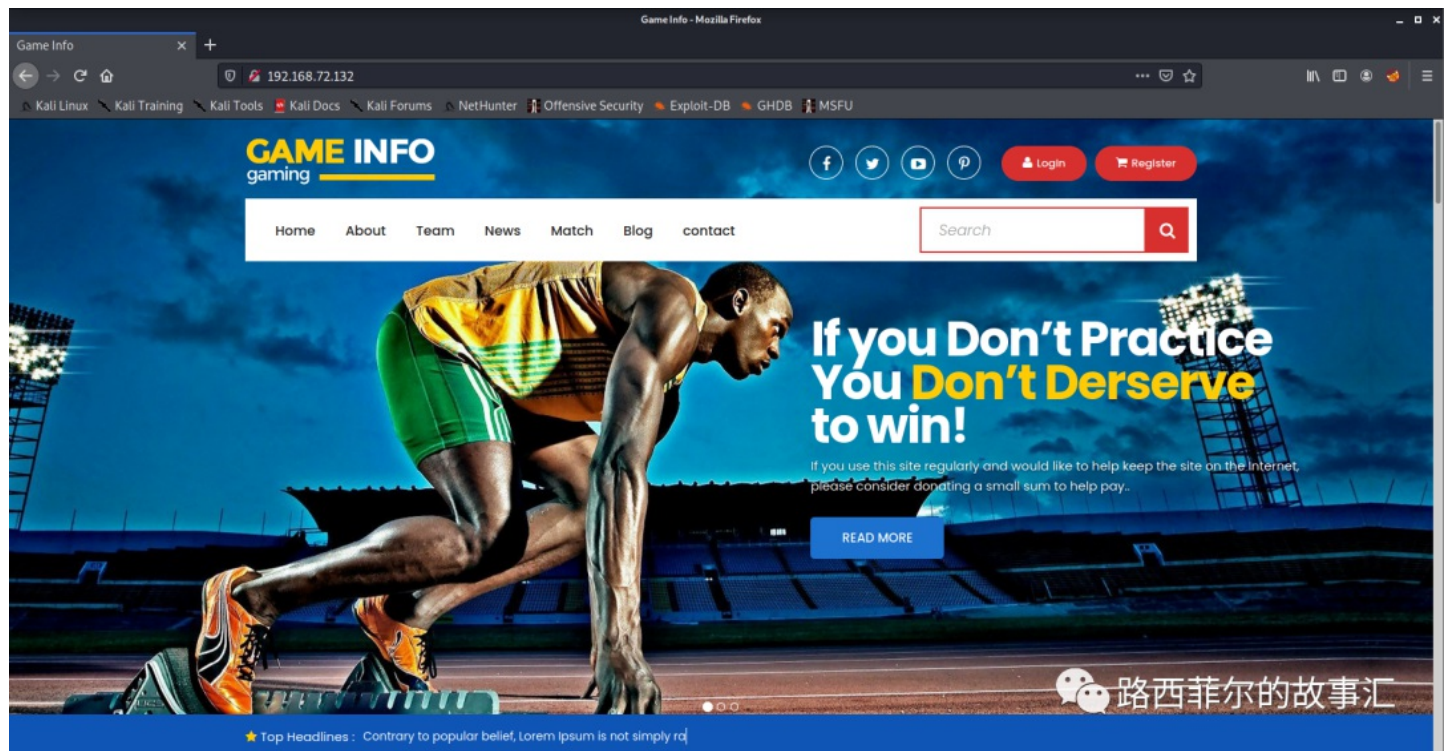 Game Info - Mozilla Firefox
Game Info
192.168.72.132
Kali Linux Kali Training Kali Tools Kali Docs Kali Forums NetHunter Offensive Security Exploit-DB GHDB MSFU
GAME INFO
gaming
Login Register
Home About Team News Match Blog contact
Search
If you Don't Practice
You Don't Derserve
to win!
If you use this site regularly and would like to help keep the site on the Internet,
please consider donating a small sum to help pay..
READ MORE
路西菲尔的故事汇
Top Headlines : Contrary to popular belief, Lorem Ipsum is not simply ra